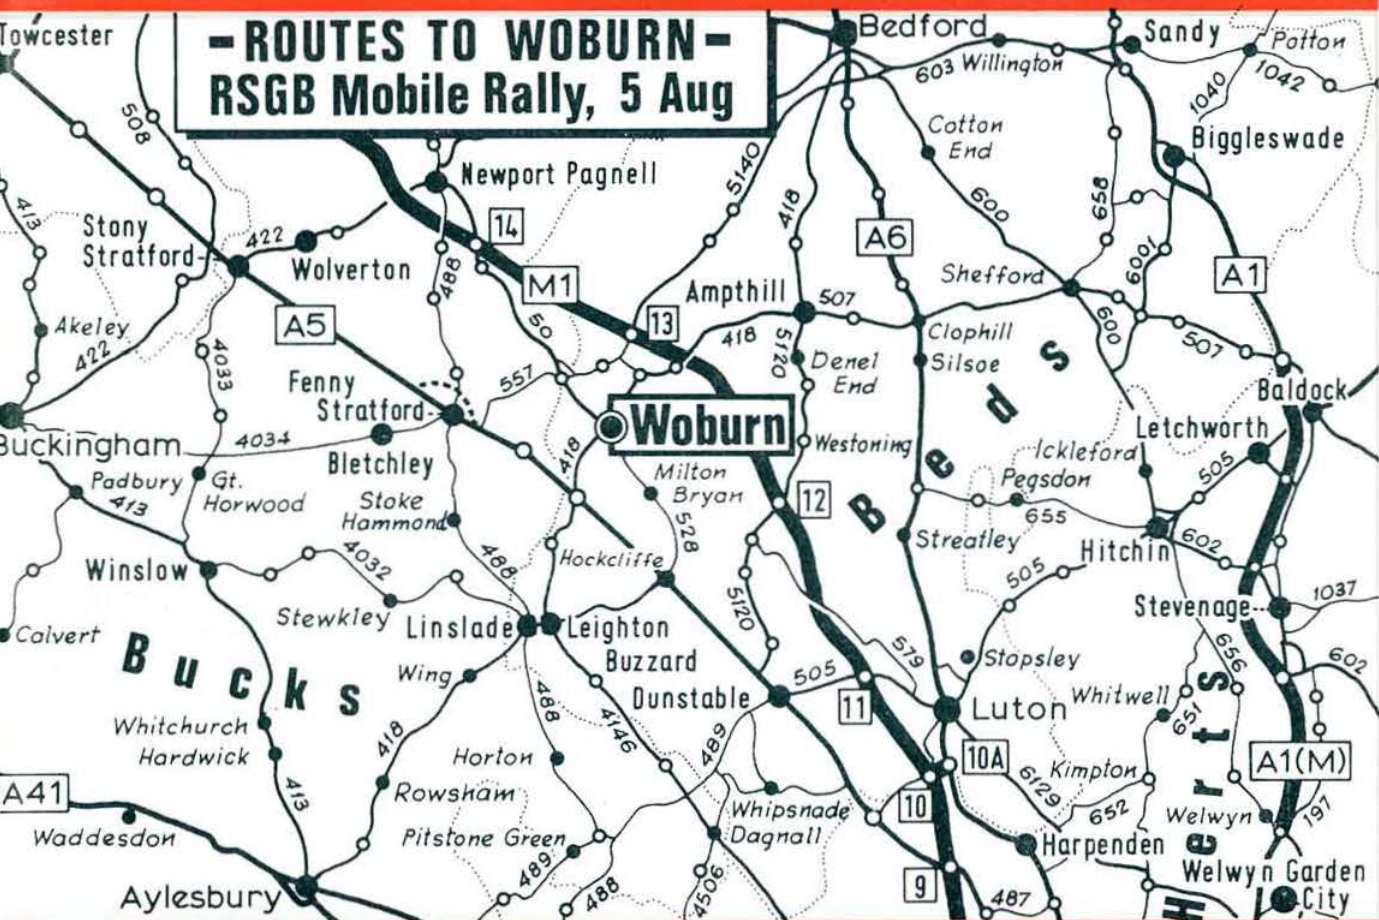 -ROUTES TO WOBURN-
RSGB Mobile Rally, 5 Aug
Towcester
Bedford
Sandy
Potton
603
Willington
1042
1040
508
Cotton
End
Biggleswade
5140
Newport Pagnell
413
418
600
658
Stony
Stratford
422
14
A6
Wolverton
6001
488
Shefford
A1
M1
Ampthill
507
Akeley
A5
50
13
418
Clophill
600
422
4033
5120
Denel
End
Silsoe
507
Fenny
Stratford
557
Baldock
Woburn
Buckingham
4034
Letchworth
Bletchley
418
Westoning
Ickleford
Milton
Bryan
Pegsdon
505
Padbury
Gt.
Horwood
413
Stoke
Hammond
12
655
528
Streatley
Hitchin
602
Winslow
4032
488
Hockcliffe
505
5120
1037
Stewkley
Stevenage
Calvert
Linslade
Leighton
Buzzard
579
656
602
Bucks
Beds
Herts
Wing
Stopsley
505
Dunstable
Whitwell
651
488
11
Luton
Whitchurch
4146
Hardwick
418
489
Horton
10A
Kimpton
A1(M)
413
A41
Rowsham
6129
10
652
Whipsnade
Welwyn
197
Waddesdon
Pitstone Green
Dagnall
Harpenden
489
488
4506
9
Welwyn Garden
City
Aylesbury
487